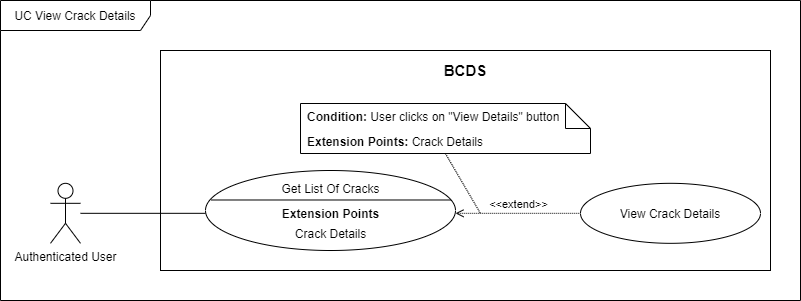 UC View Crack Details
BCDS
Condition: User clicks on "View Details" button
Extension Points: Crack Details
Get List Of Cracks
Extension Points
Crack Details
<<extend>>
View Crack Details
Authenticated User